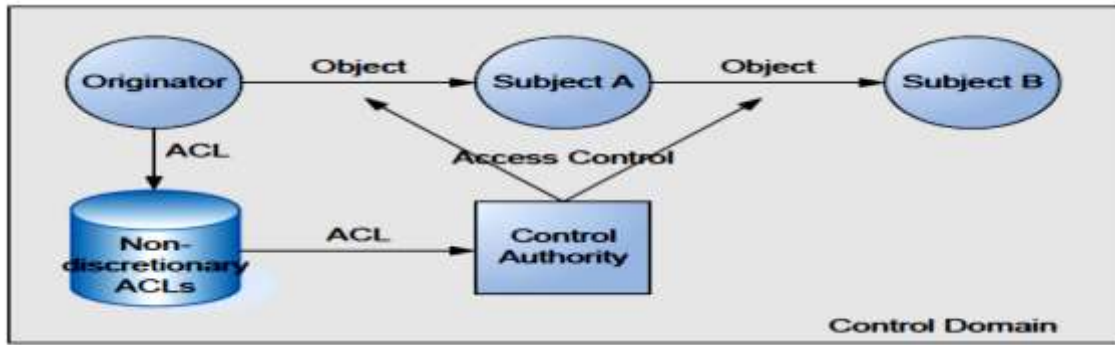 Originator
Object
Subject A
Object
Subject B
ACL
Access Control
Non-
discretionary
ACLs
ACL
Control
Authority
Control Domain